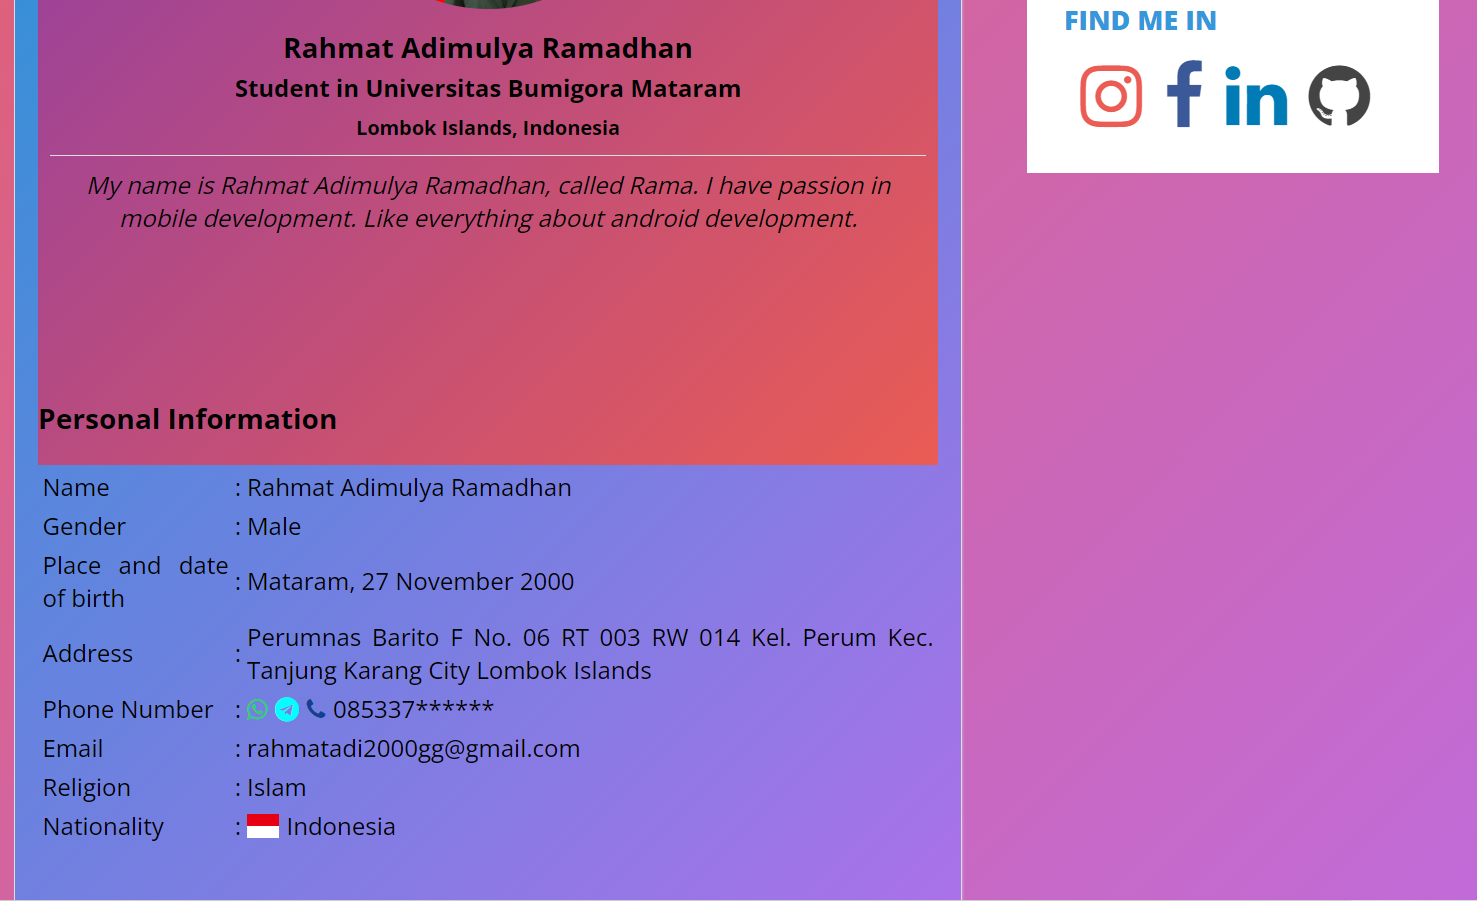 Rahmat Adimulya Ramadhan
Student in Universitas Bumigora Mataram
Lombok Islands, Indonesia
My name is Rahmat Adimulya Ramadhan, called Rama. I have passion in
mobile development. Like everything about android development.
Personal Information
Name : Rahmat Adimulya Ramadhan
Gender : Male
Place and date
of birth : Mataram, 27 November 2000
Address : Perumnas Barito F No. 06 RT 003 RW 014 Kel. Perum Kec.
Tanjung Karang City Lombok Islands
Phone Number : 085337******
Email : rahmatadi2000gg@gmail.com
Religion : Islam
Nationality : Indonesia
FIND ME IN